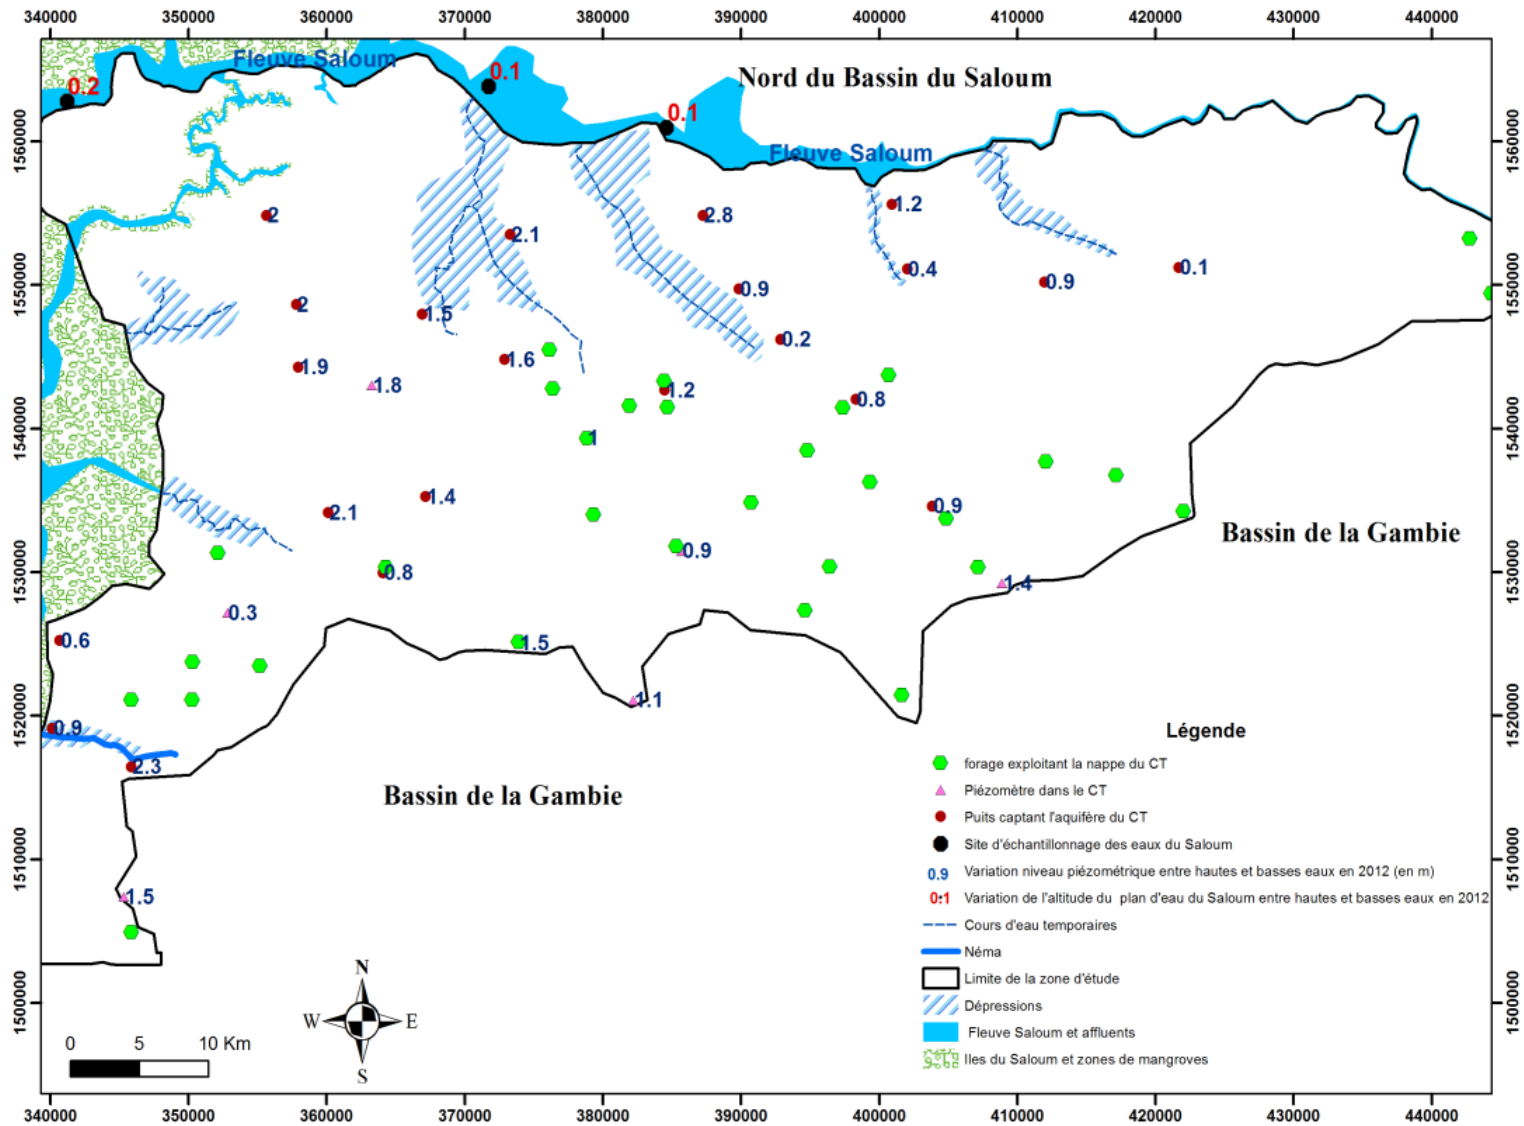 340000 350000 360000 370000 380000 390000 400000 410000 420000 430000 440000
Fleuve Saloum
0.1
Nord du Bassin du Saloum
0.2
0.1
1560000
1560000
Fleuve Saloum
1.2
2
2.8
2.1
0.4
0.1
0.9
0.9
1550000
1550000
2
1.5
0.2
1.6
1.9
1.8
1.2
0.8
1
1540000
1540000
1.4
2.1
0.9
Bassin de la Gambie
0.9
0.8
1530000
1530000
1.4
0.3
0.6
1.5
1.1
1520000
1520000
0.9
2.3
Bassin de la Gambie
1.5
1510000
1510000
1500000
1500000
Légende
forage exploitant la nappe du CT
Piézomètre dans le CT
Puits captant l'aquifère du CT
Site d'échantillonnage des eaux du Saloum
0.9 Variation niveau piézométrique entre hautes et basses eaux en 2012 (en m)
0.1 Variation de l'altitude du plan d'eau du Saloum entre hautes et basses eaux en 2012
Cours d'eau temporaires
Néma
Limite de la zone d'étude
Dépressions
Fleuve Saloum et affluents
Iles du Saloum et zones de mangroves
N
W E
S
0 5 10 Km
340000 350000 360000 370000 380000 390000 400000 410000 420000 430000 440000